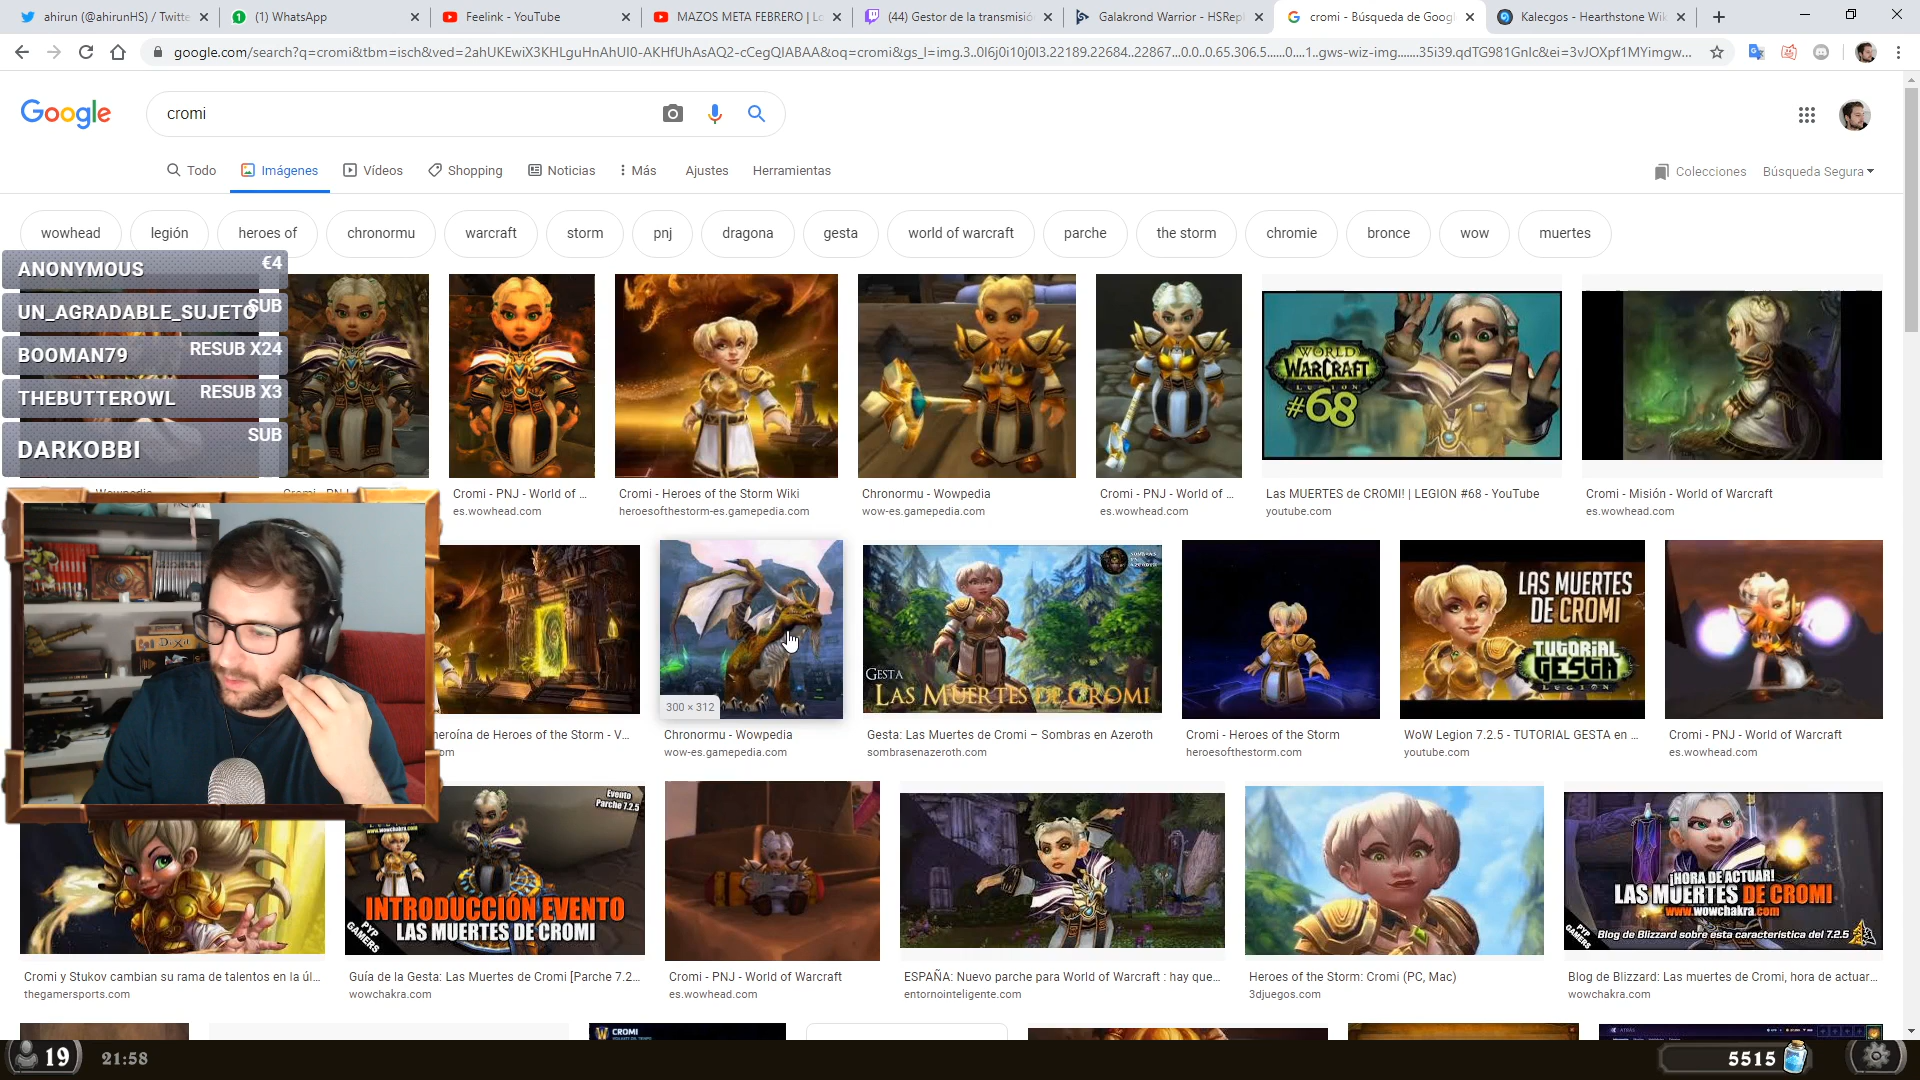 ahirun (@ahirunHS) / Twitte
(1) WhatsApp
Feelink - YouTube
MAZOS META FEBRERO | Lo
(44) Gestor de la transmisió
Galakrond Warrior - HSRepl
cromi - Búsqueda de Googl
Kalecgos - Hearthstone Wik
google.com/search?q=cromi&tbm=isch&ved=2ahUKEwiX3KHLguHnAhUI0-AKHfUhAsAQ2-cCegQIABAA&oq=cromi&gs_l=img.3..0l6j0i10j0l3.22189.22684..22867...0.0..0.65.306.5......0....1..gws-wiz-img.......35i39.qdTG981GnIc&ei=3vJOXpf1MYimgw...
Google
cromi
Todo
Imágenes
Vídeos
Shopping
Noticias
Más
Ajustes
Herramientas
Colecciones
Búsqueda Segura
wowhead
legión
heroes of
chronormu
warcraft
storm
pnj
dragona
gesta
world of warcraft
parche
the storm
chromie
bronce
wow
muertes
ANONYMOUS €4
UN_AGRADABLE_SUJETO SUB
BOOMAN79 RESUB X24
THEBUTTEROWL RESUB X3
DARKOBBI SUB
WORLD OF
WARCRAFT
LEGION
#68
Cromi - PNJ - World of ...
es.wowhead.com
Cromi - Heroes of the Storm Wiki
heroesofthestorm-es.gamepedia.com
Chronormu - Wowpedia
wow-es.gamepedia.com
Cromi - PNJ - World of ...
es.wowhead.com
Las MUERTES de CROMI! | LEGION #68 - YouTube
youtube.com
Cromi - Misión - World of Warcraft
es.wowhead.com
300 × 312
GESTA
LAS MUERTES DE CROMI
LAS MUERTES
DE CROMI
TUTORIAL
GESTA
LEGION
heroína de Heroes of the Storm - V...
om
Chronormu - Wowpedia
wow-es.gamepedia.com
Gesta: Las Muertes de Cromi – Sombras en Azeroth
sombrasenazeroth.com
Cromi - Heroes of the Storm
heroesofthestorm.com
WoW Legion 7.2.5 - TUTORIAL GESTA en ...
youtube.com
Cromi - PNJ - World of Warcraft
es.wowhead.com
Evento
Parche 7.2.5
www.wowchakra.com
INTRODUCCIÓN EVENTO
LAS MUERTES DE CROMI
PYP
GAMERS
¡HORA DE ACTUAR!
LAS MUERTES DE CROMI
www.wowchakra.com
PYP
GAMERS
Blog de Blizzard sobre esta característica del 7.2.5
Cromi y Stukov cambian su rama de talentos en la úl...
thegamersports.com
Guía de la Gesta: Las Muertes de Cromi [Parche 7.2...
wowchakra.com
Cromi - PNJ - World of Warcraft
es.wowhead.com
ESPAÑA: Nuevo parche para World of Warcraft : hay que...
entornointeligente.com
Heroes of the Storm: Cromi (PC, Mac)
3djuegos.com
Blog de Blizzard: Las muertes de Cromi, hora de actuar...
wowchakra.com
CROMI
19
21:58
5515